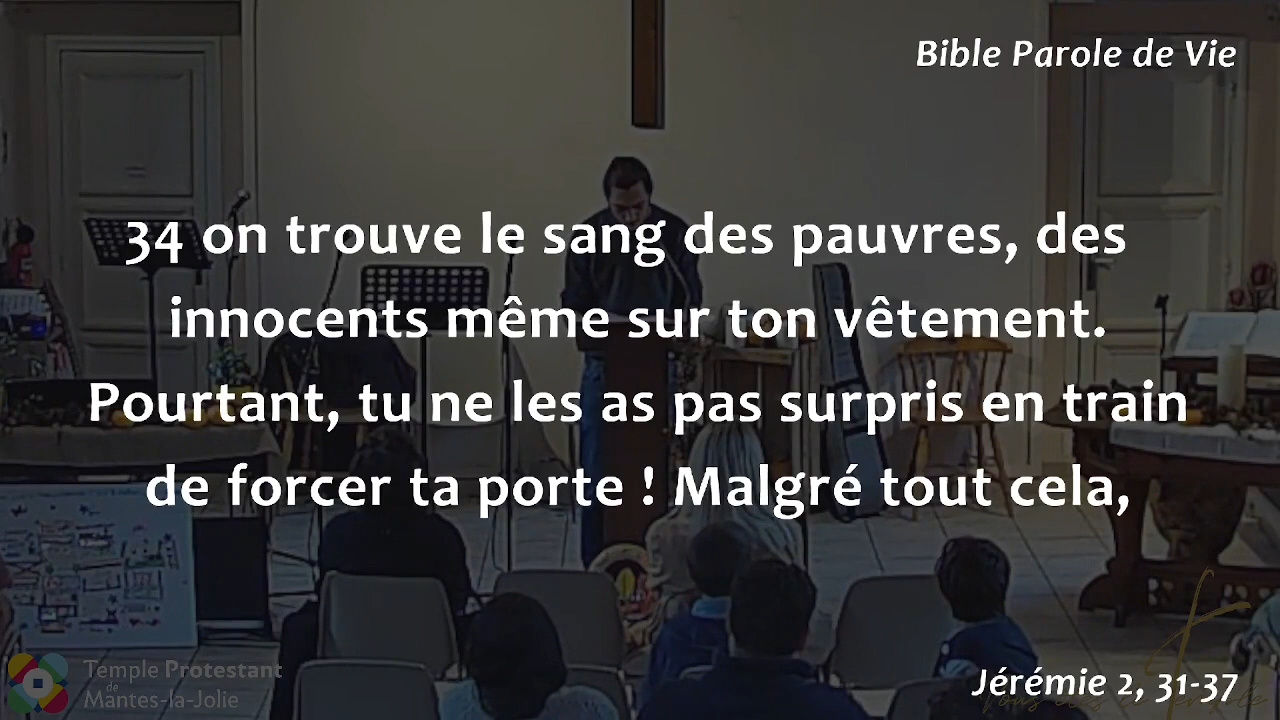 Bible Parole de Vie
34 on trouve le sang des pauvres, des
innocents même sur ton vêtement.
Pourtant, tu ne les as pas surpris en train
de forcer ta porte ! Malgré tout cela,
Jérémie 2, 31-37
Temple Protestant
de
Mantes-la-Jolie